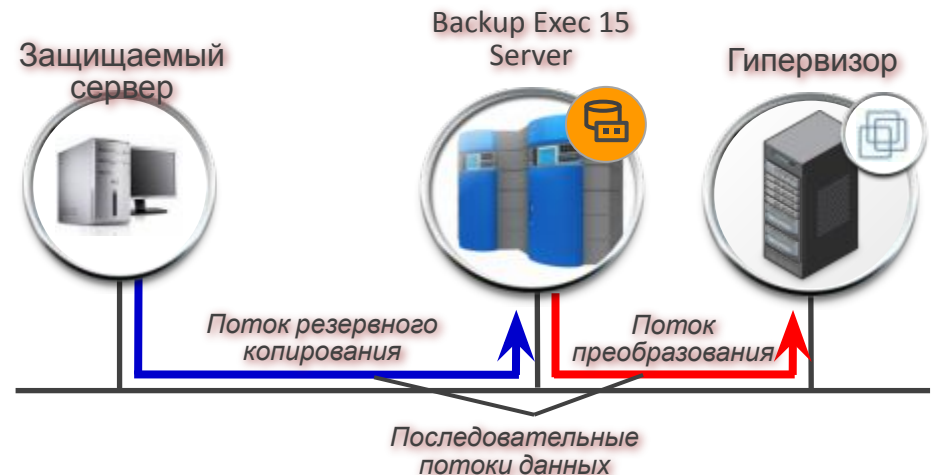 Защищаемый
сервер
Backup Exec 15
Server
Гипервизор
Поток резервного
копирования
Поток
преобразования
Последовательные
потоки данных